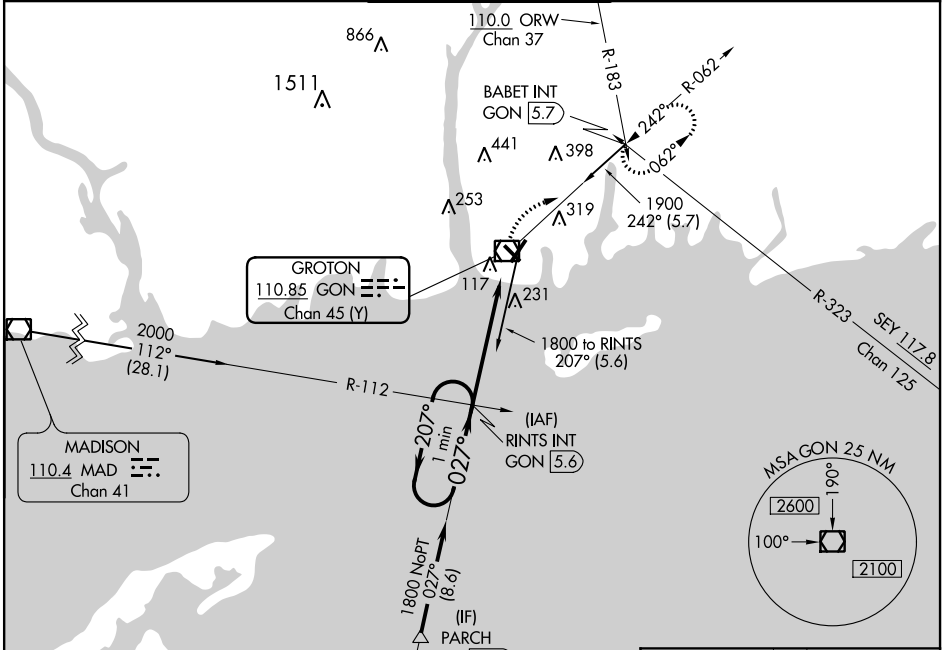 110.0 ORW
Chan 37
866
1511
R-183
R-062
BABET INT
GON 5.7
242°
062°
441
398
253
319
1900
242° (5.7)
GROTON
110.85 GON
Chan 45 (Y)
117
231
R-323
SEY 117.8
Chan 125
1800 to RINTS
207° (5.6)
2000
112°
(28.1)
R-112
MADISON
110.4 MAD
Chan 41
207°
1 min
027°
(IAF)
RINTS INT
GON 5.6
MSA GON 25 NM
190°
2600
100°
2100
1800 NoPT
027°
(8.6)
(IF)
PARCH